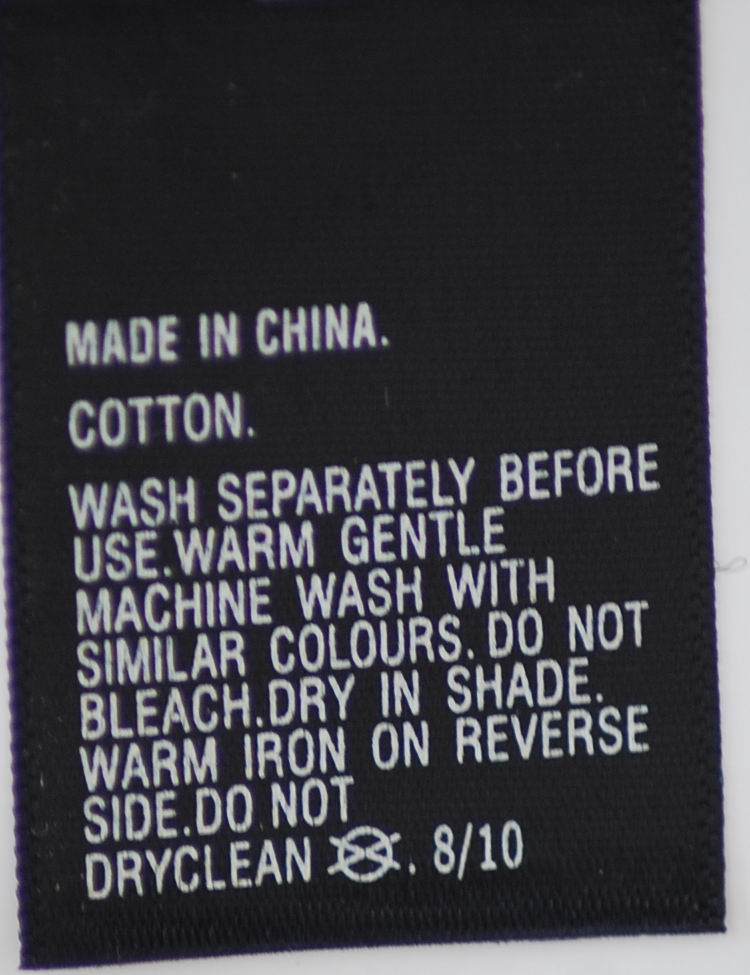 MADE IN CHINA.
COTTON.
WASH SEPARATELY BEFORE
USE.WARM GENTLE
MACHINE WASH WITH
SIMILAR COLOURS. DO NOT
BLEACH.DRY IN SHADE.
WARM IRON ON REVERSE
SIDE.DO NOT
DRYCLEAN . 8/10